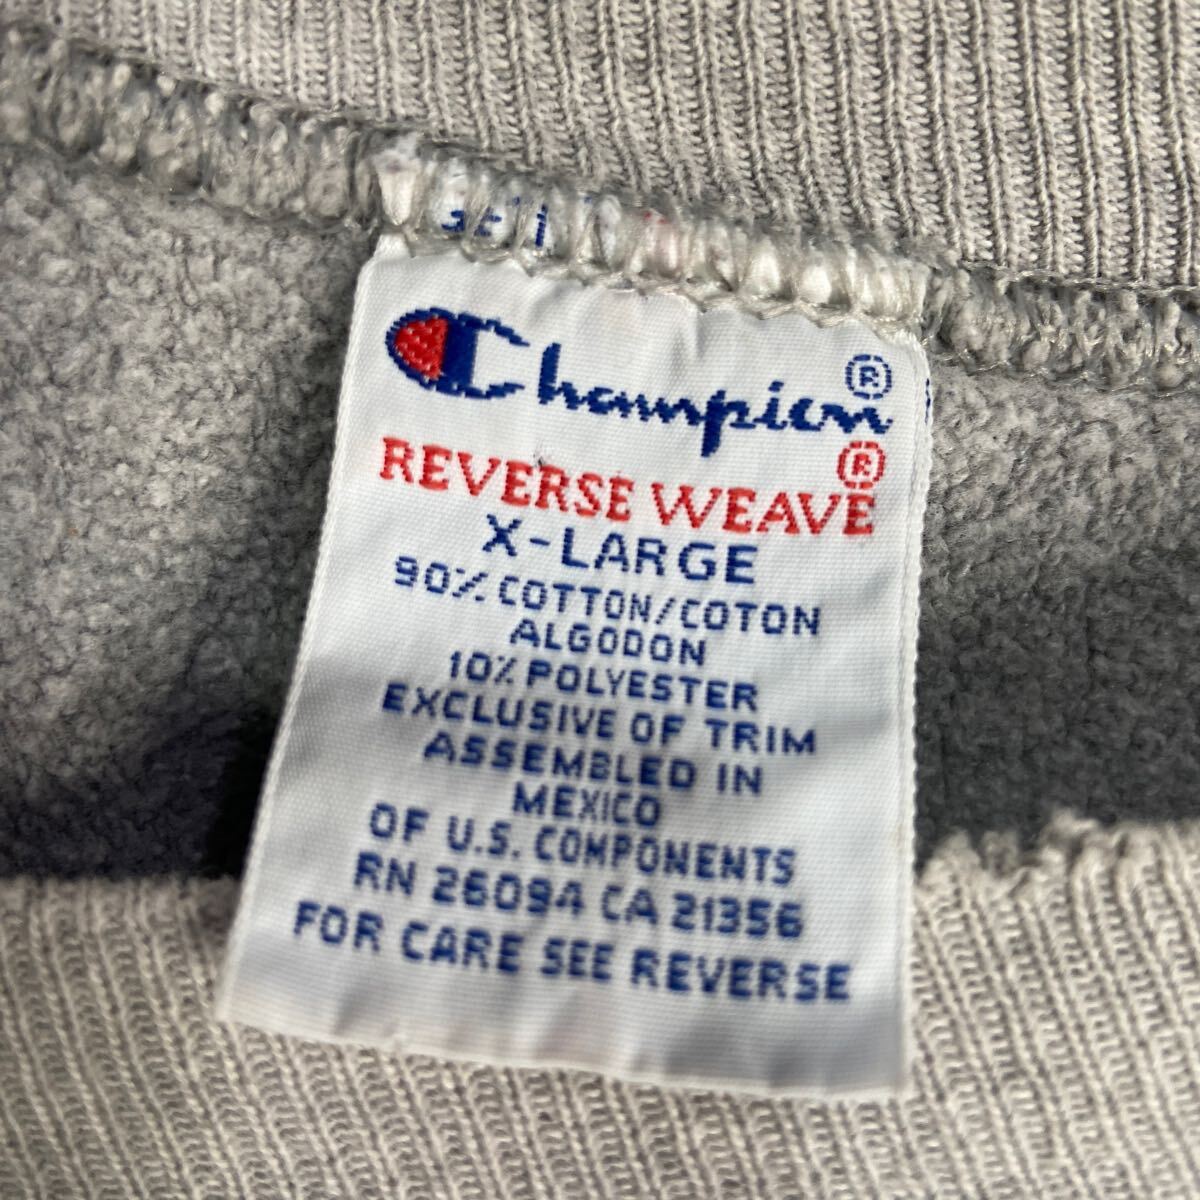 Champion®
REVERSE WEAVE®
X-LARGE
90% COTTON/COTON
ALGODON
10% POLYESTER
EXCLUSIVE OF TRIM
ASSEMBLED IN
MEXICO
OF U.S. COMPONENTS
RN 26094 CA 21356
FOR CARE SEE REVERSE